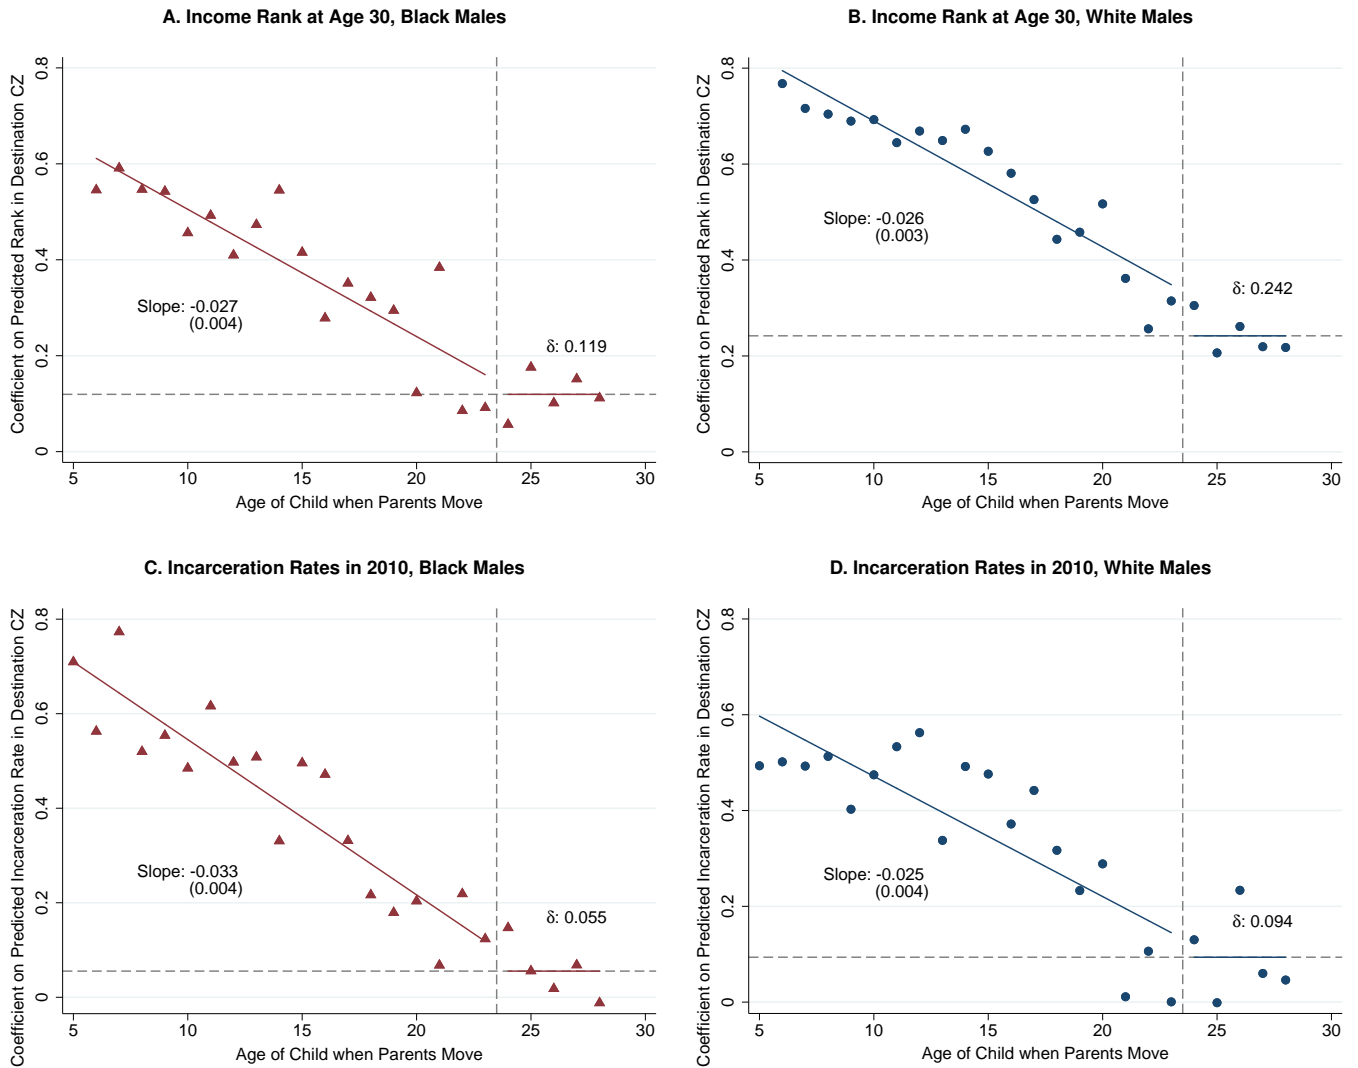 A. Income Rank at Age 30, Black Males
Coefficient on Predicted Rank in Destination CZ
0.8
0.6
0.4
0.2
0
Slope: -0.027
(0.004)
δ: 0.119
5 10 15 20 25 30
Age of Child when Parents Move
B. Income Rank at Age 30, White Males
Coefficient on Predicted Rank in Destination CZ
0.8
0.6
0.4
0.2
0
Slope: -0.026
(0.003)
δ: 0.242
5 10 15 20 25 30
Age of Child when Parents Move
C. Incarceration Rates in 2010, Black Males
Coefficient on Predicted Incarceration Rate in Destination CZ
0.8
0.6
0.4
0.2
0
Slope: -0.033
(0.004)
δ: 0.055
5 10 15 20 25 30
Age of Child when Parents Move
D. Incarceration Rates in 2010, White Males
Coefficient on Predicted Incarceration Rate in Destination CZ
0.8
0.6
0.4
0.2
0
Slope: -0.025
(0.004)
δ: 0.094
5 10 15 20 25 30
Age of Child when Parents Move